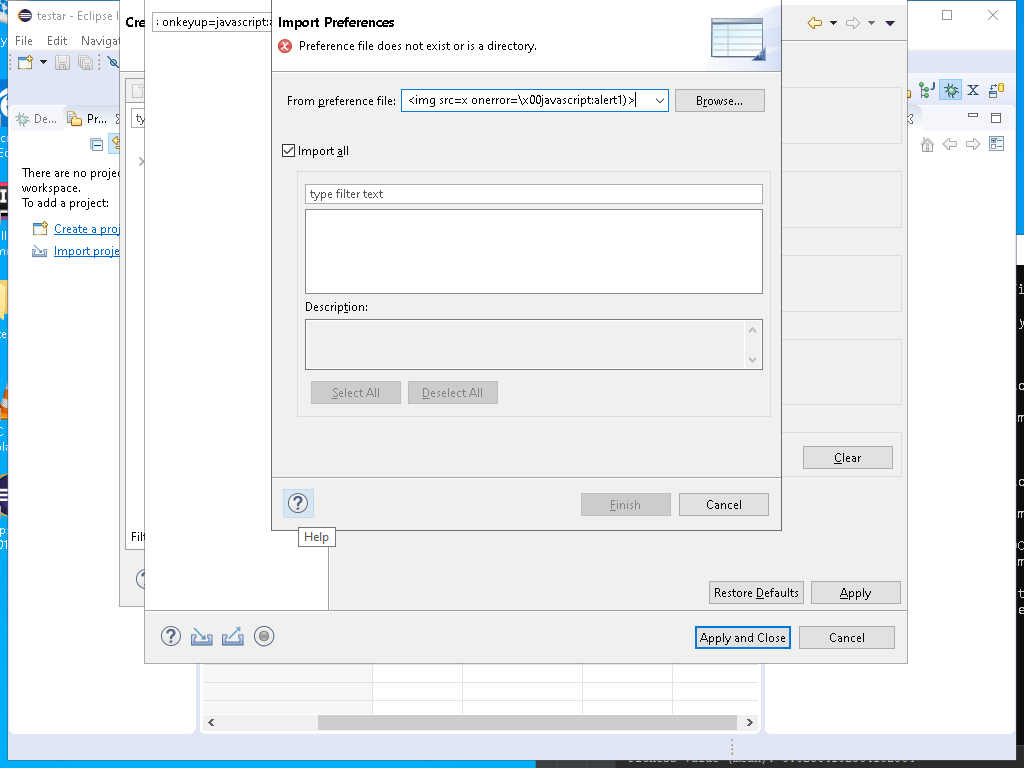 testar - Eclipse I
File Edit Navigat
De...
Pr...
There are no projec
workspace.
To add a project:
Create a proj
Import proje
Cre
ty
Filt
: onkeyup=javascript:a
Import Preferences
Preference file does not exist or is a directory.
From preference file:
<img src=x onerror=\x00javascript:alert1)>
Browse...
Import all
type filter text
Description:
Select All
Deselect All
Clear
Finish
Cancel
Help
Restore Defaults
Apply
Apply and Close
Cancel